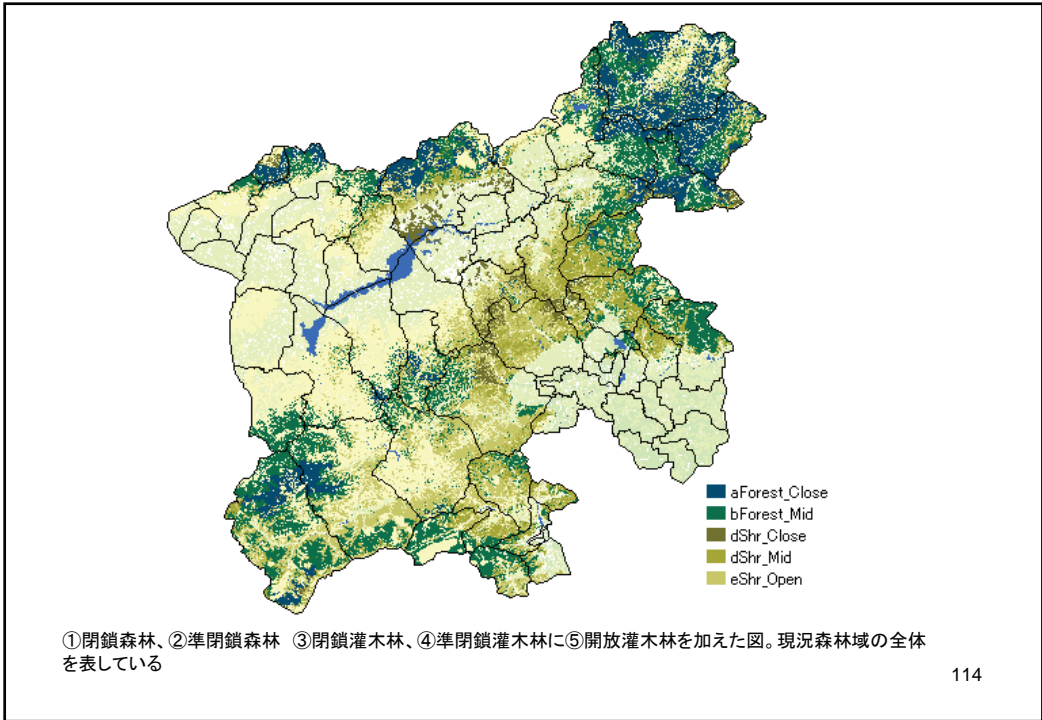 aForest_Close
bForest_Mid
dShr_Close
dShr_Mid
eShr_Open
①閉鎖森林、②準閉鎖森林　③閉鎖灌木林、④準閉鎖灌木林に⑤開放灌木林を加えた図。現況森林域の全体
を表している
114